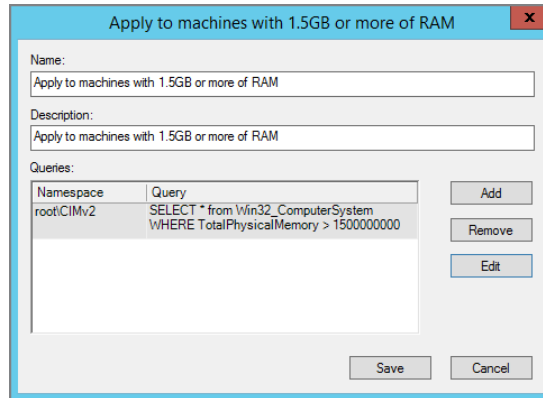 Apply to machines with 1.5GB or more of RAM
x
Name:
Apply to machines with 1.5GB or more of RAM
Description:
Apply to machines with 1.5GB or more of RAM
Queries:
Namespace Query
root\CIMv2 SELECT * from Win32_ComputerSystem
WHERE TotalPhysicalMemory > 1500000000
Add
Remove
Edit
Save Cancel